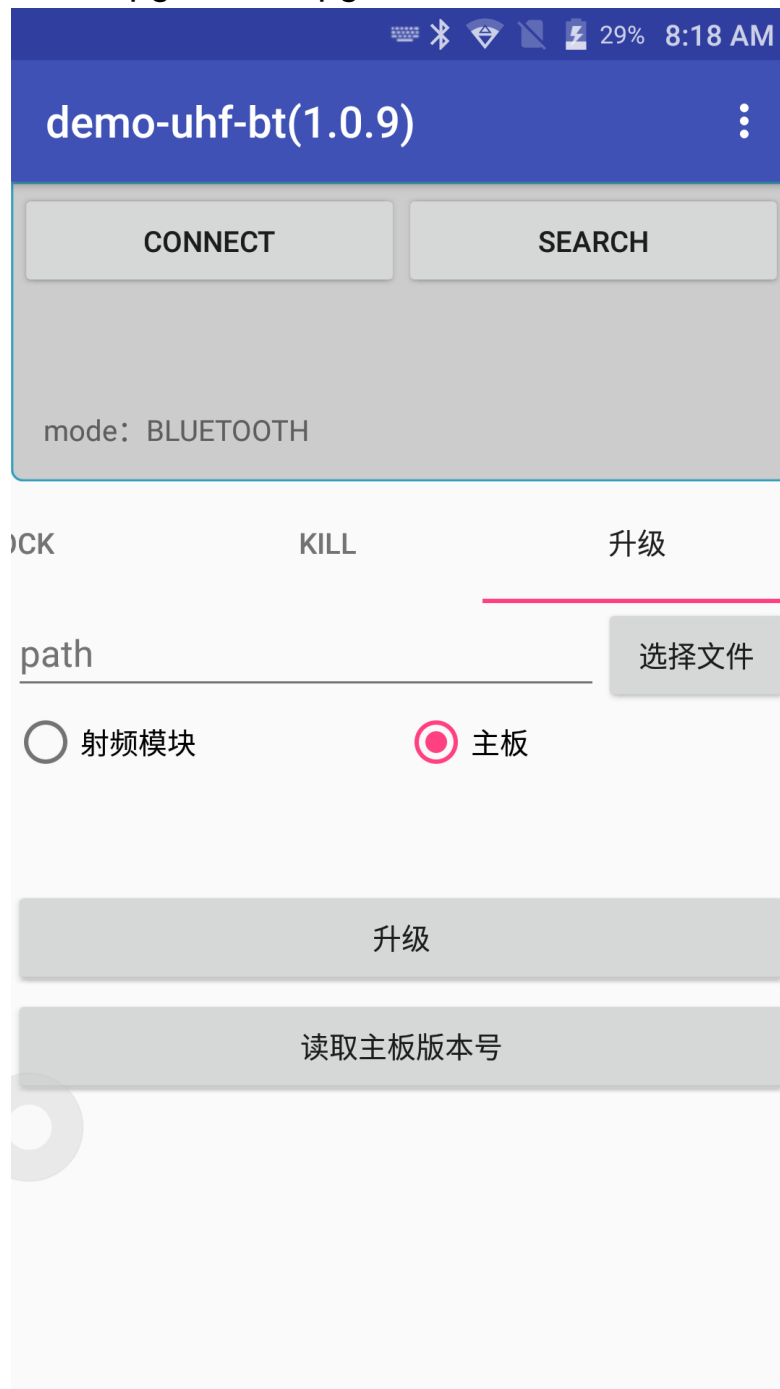 29% 8:18 AM
demo-uhf-bt(1.0.9)
CONNECT SEARCH
mode：BLUETOOTH
KILL 升级
path 选择文件
射频模块 主板
升级
读取主板版本号